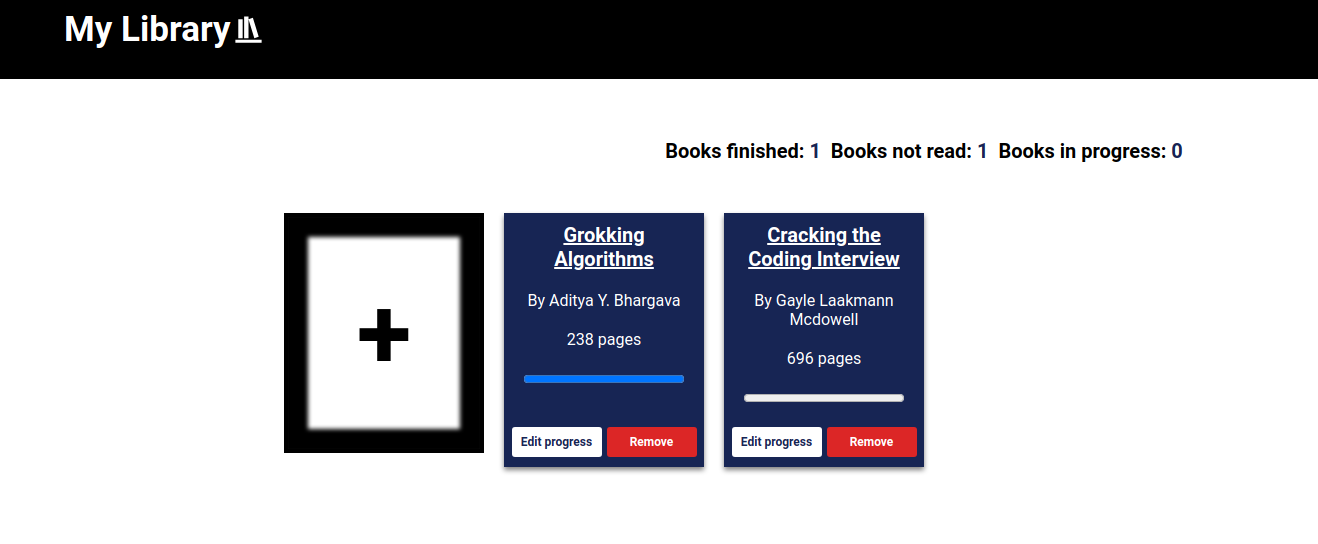 My Library
Books finished: 1 Books not read: 1 Books in progress: 0
Grokking
Algorithms
By Aditya Y. Bhargava
238 pages
Edit progress Remove
Cracking the
Coding Interview
By Gayle Laakmann
Mcdowell
696 pages
Edit progress Remove